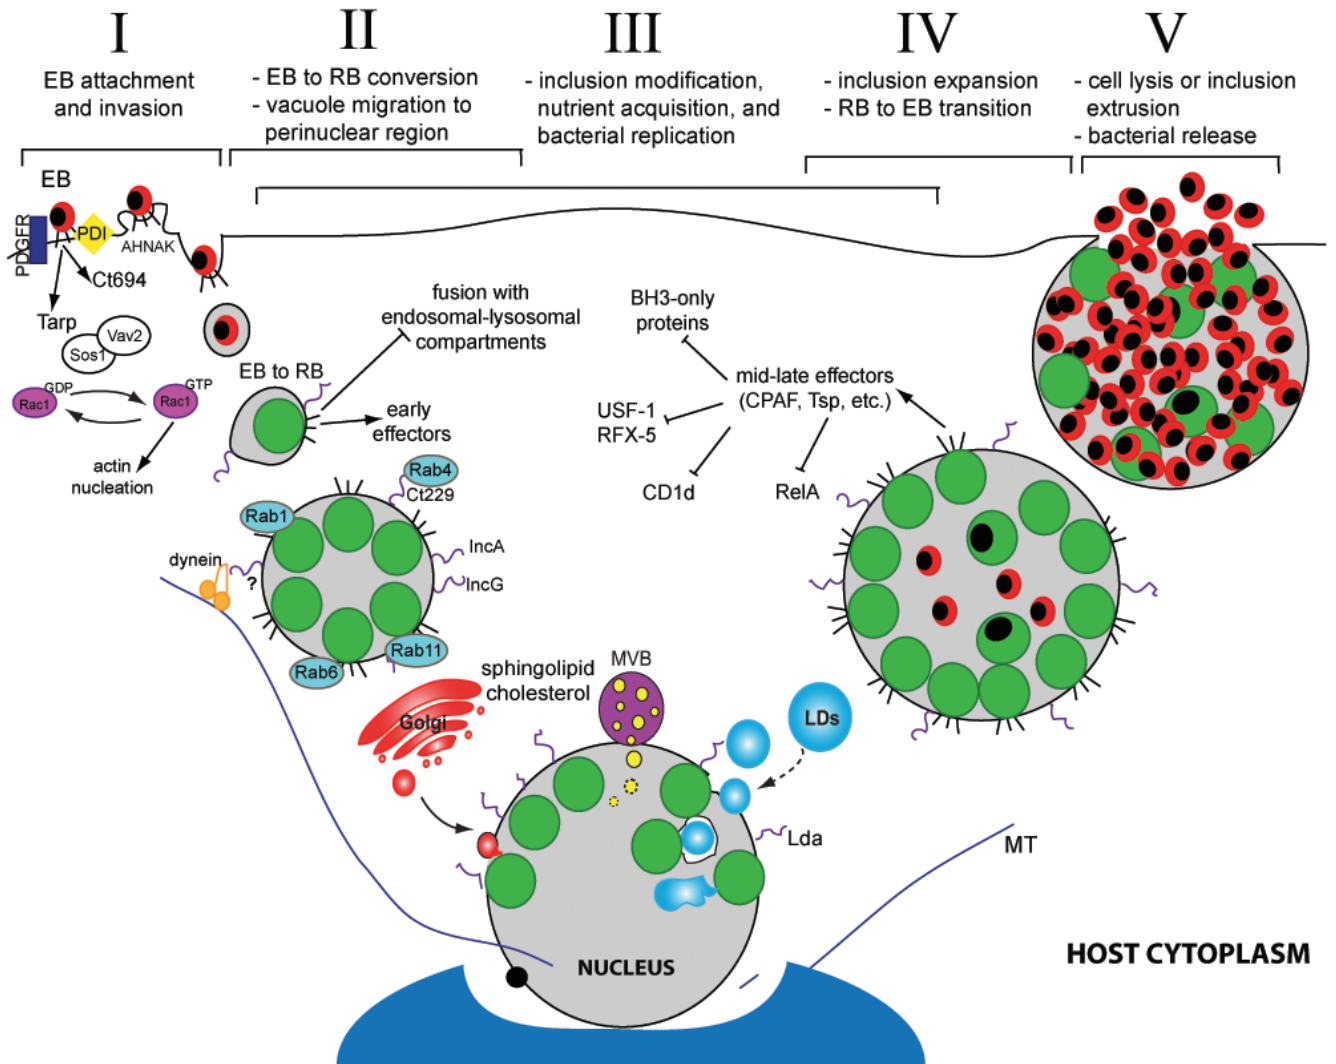 I
II
III
IV
V
EB attachment
and invasion
- EB to RB conversion
- vacuole migration to
perinuclear region
- inclusion modification,
nutrient acquisition, and
bacterial replication
- inclusion expansion
- RB to EB transition
- cell lysis or inclusion
extrusion
- bacterial release
EB
PDGFR
PDI
AHNAK
Ct694
Tarp
Vav2
Sos1
GDP
Rac1
GTP
Rac1
actin
nucleation
EB to RB
fusion with
endosomal-lysosomal
compartments
early
effectors
BH3-only
proteins
mid-late effectors
(CPAF, Tsp, etc.)
USF-1
RFX-5
CD1d
RelA
Rab4
Ct229
Rab1
IncA
IncG
dynein
?
Rab11
Rab6
sphingolipid
cholesterol
MVB
Golgi
LDs
Lda
MT
NUCLEUS
HOST CYTOPLASM